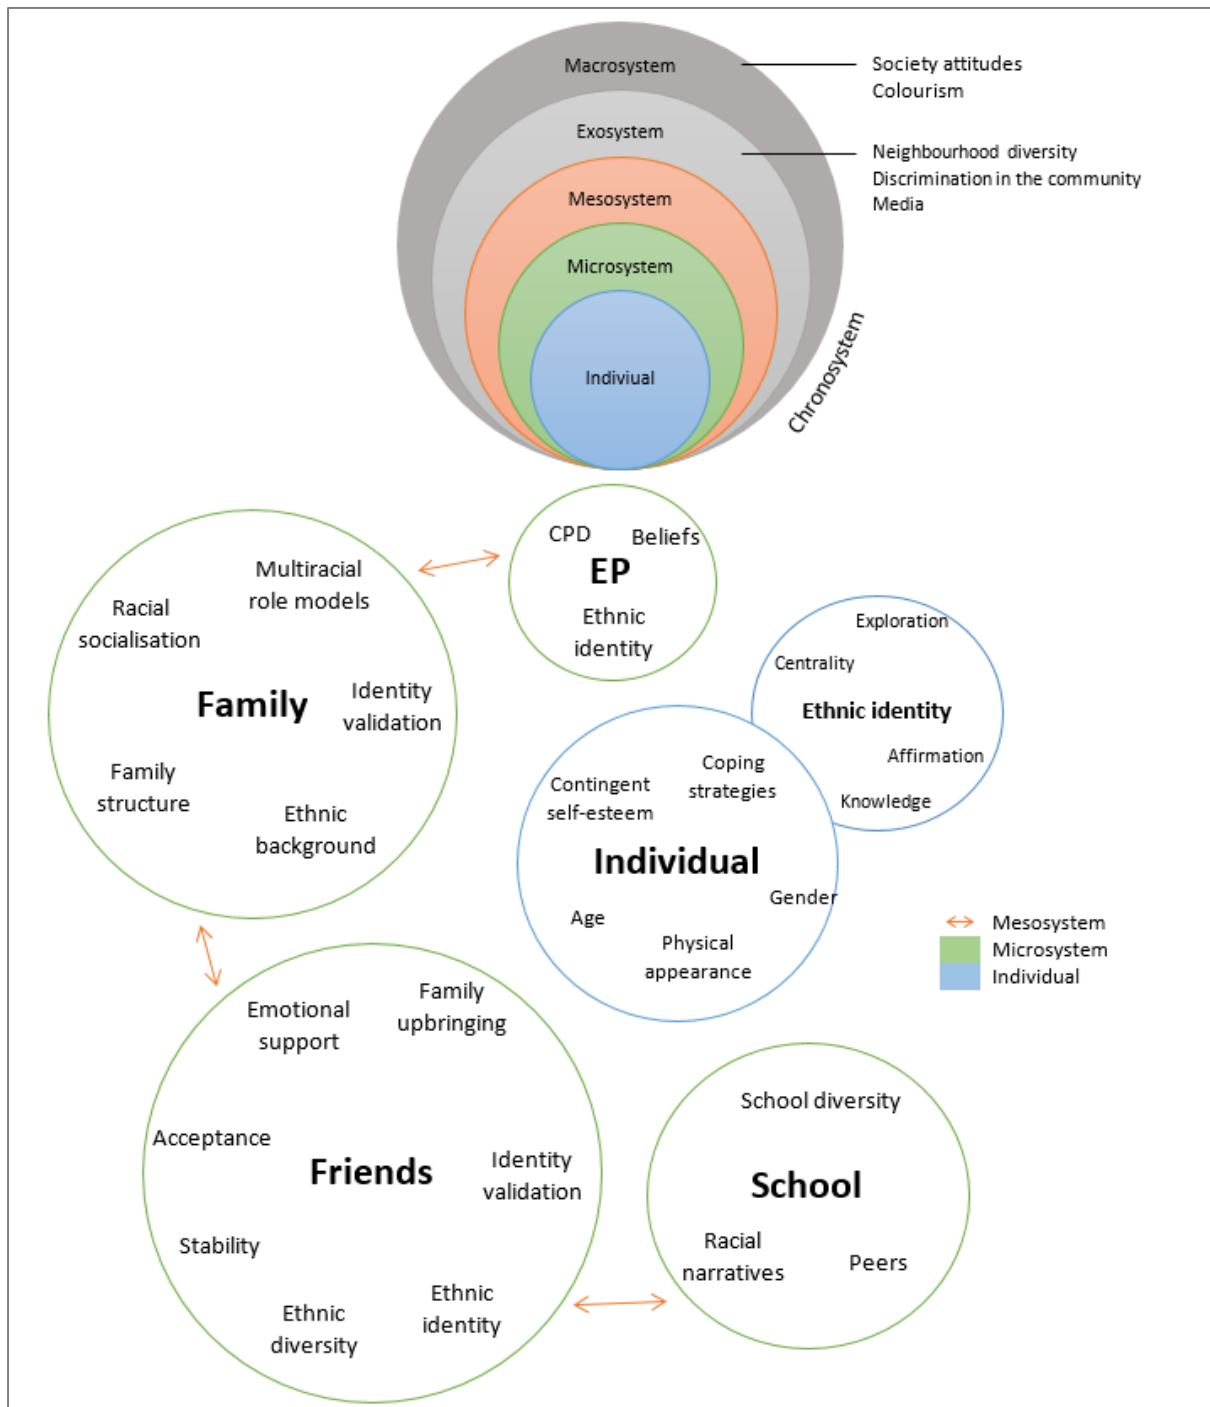 Macrosystem
Society attitudes
Colourism
Exosystem
Neighbourhood diversity
Discrimination in the community
Media
Mesosystem
Microsystem
Indiviual
Chronosystem
CPD
Beliefs
EP
Ethnic
identity
Multiracial
role models
Racial
socialisation
Family
Identity
validation
Family
structure
Ethnic
background
Exploration
Centrality
Ethnic identity
Affirmation
Knowledge
Coping
strategies
Contingent
self-esteem
Individual
Gender
Age
Physical
appearance
Mesosystem
Microsystem
Individual
Family
upbringing
Emotional
support
Acceptance
Friends
Identity
validation
Stability
Ethnic
identity
Ethnic
diversity
School diversity
School
Racial
narratives
Peers